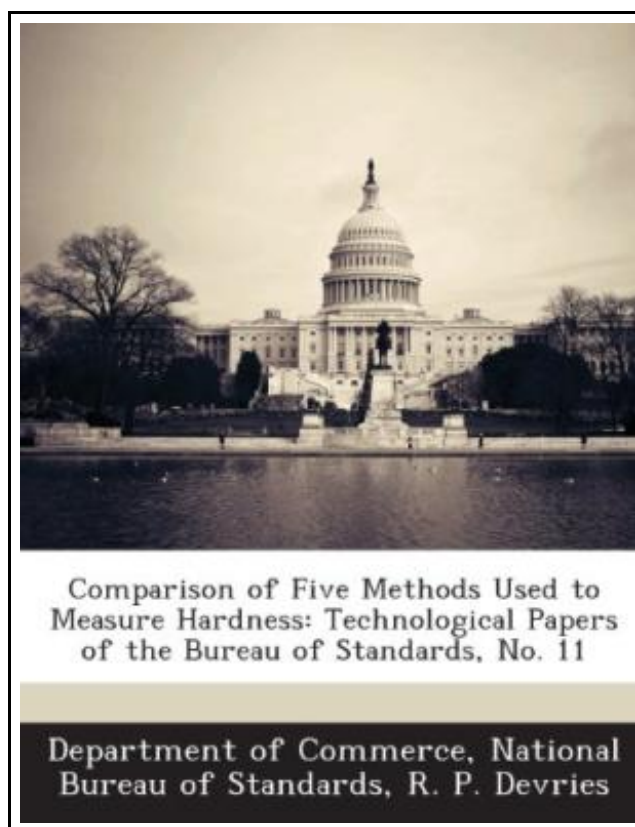 Comparison of Five Methods Used to
Measure Hardness: Technological Papers
of the Bureau of Standards, No. 11
Department of Commerce, National
Bureau of Standards, R. P. Devries